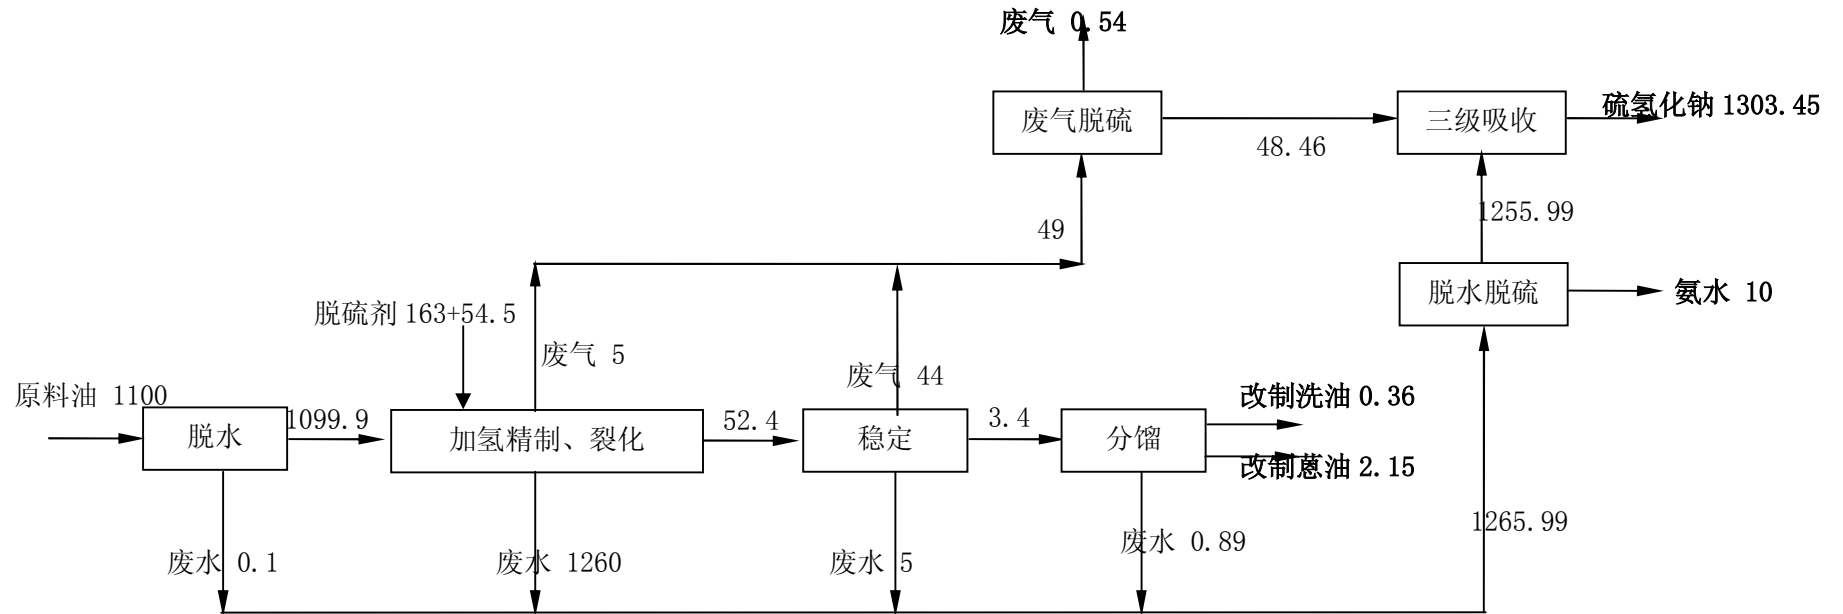 废气 0.54
废气脱硫
48.46
三级吸收
硫氢化钠 1303.45
1255.99
49
脱水脱硫
氨水 10
脱硫剂 163+54.5
废气 5
废气 44
原料油 1100
脱水
1099.9
加氢精制、裂化
52.4
稳定
3.4
分馏
改制洗油 0.36
改制蒽油 2.15
1265.99
废水 0.1
废水 1260
废水 5
废水 0.89